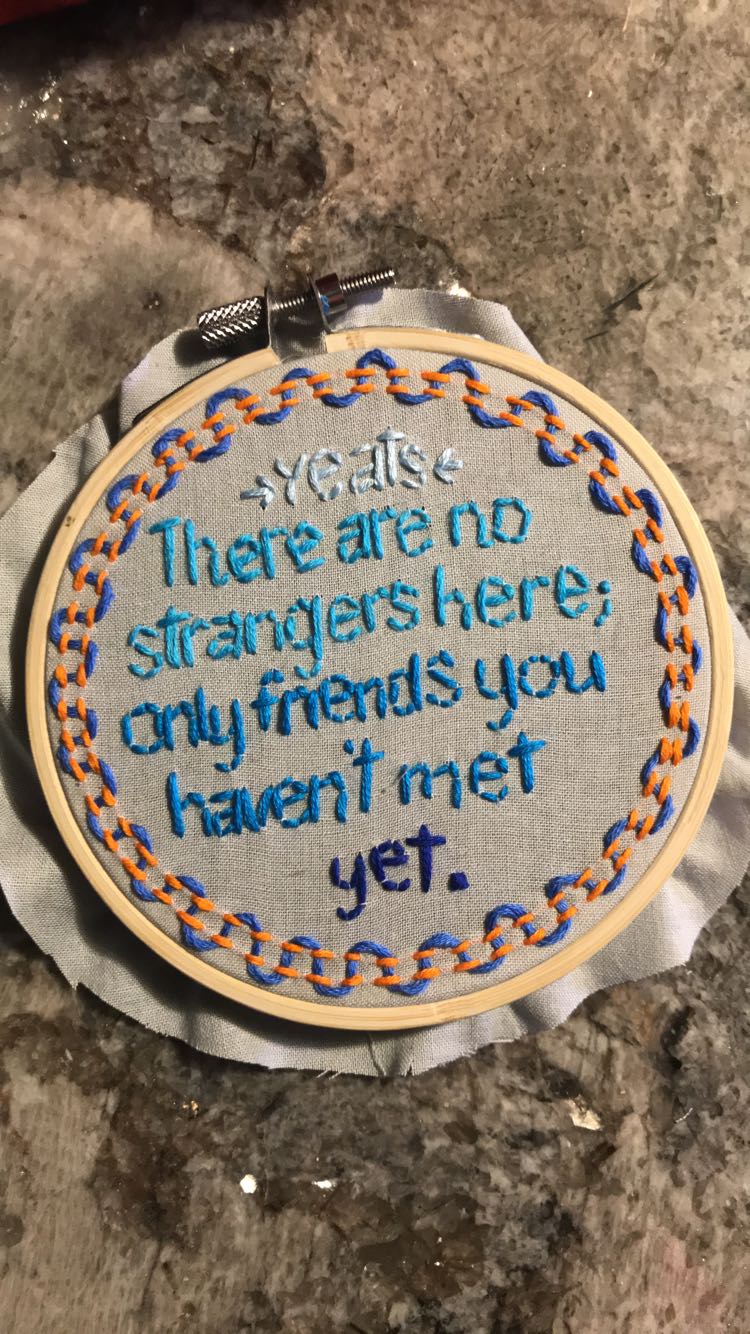 yeats
There are no
strangers here;
only friends you
haven't met
yet.